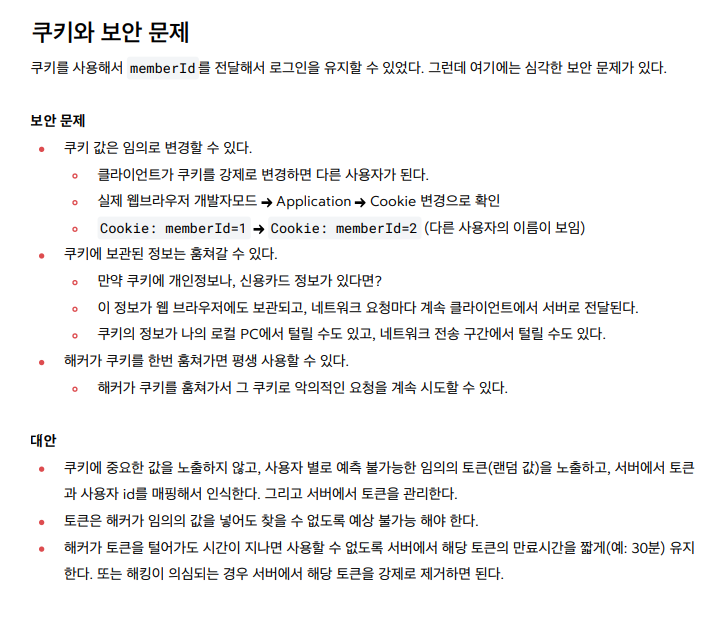 쿠키와 보안 문제
쿠키를 사용해서 memberId를 전달해서 로그인을 유지할 수 있었다. 그런데 여기에는 심각한 보안 문제가 있다.
보안 문제
쿠키 값은 임의로 변경할 수 있다.
클라이언트가 쿠키를 강제로 변경하면 다른 사용자가 된다.
실제 웹브라우저 개발자모드 → Application → Cookie 변경으로 확인
Cookie: memberId=1 → Cookie: memberId=2 (다른 사용자의 이름이 보임)
쿠키에 보관된 정보는 훔쳐갈 수 있다.
만약 쿠키에 개인정보나, 신용카드 정보가 있다면?
이 정보가 웹 브라우저에도 보관되고, 네트워크 요청마다 계속 클라이언트에서 서버로 전달된다.
쿠키의 정보가 나의 로컬 PC에서 털릴 수도 있고, 네트워크 전송 구간에서 털릴 수도 있다.
해커가 쿠키를 한번 훔쳐가면 평생 사용할 수 있다.
해커가 쿠키를 훔쳐가서 그 쿠키로 악의적인 요청을 계속 시도할 수 있다.
대안
쿠키에 중요한 값을 노출하지 않고, 사용자 별로 예측 불가능한 임의의 토큰(랜덤 값)을 노출하고, 서버에서 토큰
과 사용자 id를 매핑해서 인식한다. 그리고 서버에서 토큰을 관리한다.
토큰은 해커가 임의의 값을 넣어도 찾을 수 없도록 예상 불가능 해야 한다.
해커가 토큰을 털어가도 시간이 지나면 사용할 수 없도록 서버에서 해당 토큰의 만료시간을 짧게(예: 30분) 유지
한다. 또는 해킹이 의심되는 경우 서버에서 해당 토큰을 강제로 제거하면 된다.